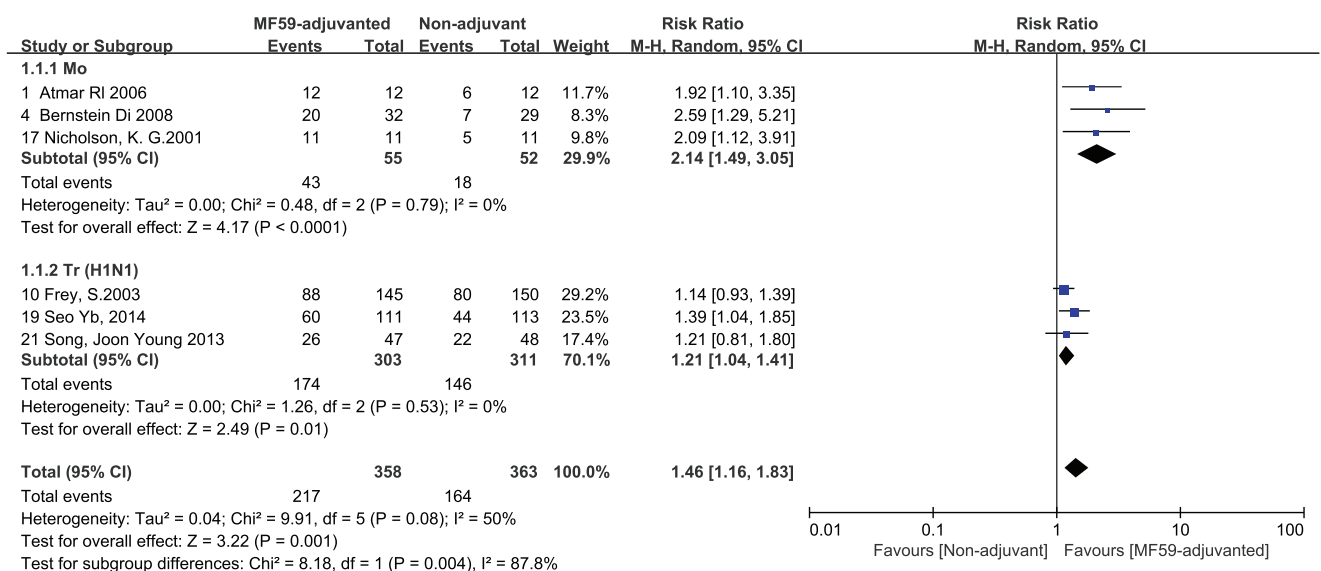 MF59-adjuvanted Non-adjuvant Risk Ratio Risk Ratio
Study or Subgroup Events Total Events Total Weight M-H, Random, 95% CI M-H, Random, 95% CI
1.1.1 Mo
1 Atmar Rl 2006 12 12 6 12 11.7% 1.92 [1.10, 3.35]
4 Bernstein Di 2008 20 32 7 29 8.3% 2.59 [1.29, 5.21]
17 Nicholson, K. G.2001 11 11 5 11 9.8% 2.09 [1.12, 3.91]
Subtotal (95% CI) 55 52 29.9% 2.14 [1.49, 3.05]
Total events 43 18
Heterogeneity: Tau² = 0.00; Chi² = 0.48, df = 2 (P = 0.79); I² = 0%
Test for overall effect: Z = 4.17 (P < 0.0001)
1.1.2 Tr (H1N1)
10 Frey, S.2003 88 145 80 150 29.2% 1.14 [0.93, 1.39]
19 Seo Yb, 2014 60 111 44 113 23.5% 1.39 [1.04, 1.85]
21 Song, Joon Young 2013 26 47 22 48 17.4% 1.21 [0.81, 1.80]
Subtotal (95% CI) 303 311 70.1% 1.21 [1.04, 1.41]
Total events 174 146
Heterogeneity: Tau² = 0.00; Chi² = 1.26, df = 2 (P = 0.53); I² = 0%
Test for overall effect: Z = 2.49 (P = 0.01)
Total (95% CI) 358 363 100.0% 1.46 [1.16, 1.83]
Total events 217 164
Heterogeneity: Tau² = 0.04; Chi² = 9.91, df = 5 (P = 0.08); I² = 50%
Test for overall effect: Z = 3.22 (P = 0.001)
Test for subgroup differences: Chi² = 8.18, df = 1 (P = 0.004), I² = 87.8%
0.01 0.1 1 10 100
Favours [Non-adjuvant] Favours [MF59-adjuvanted]